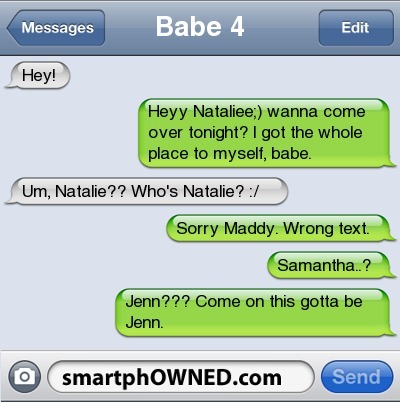 Messages
Babe 4
Edit
Hey!
Heyy Nataliee;) wanna come
over tonight? I got the whole
place to myself, babe.
Um, Natalie?? Who's Natalie? :/
Sorry Maddy. Wrong text.
Samantha..?
Jenn??? Come on this gotta be
Jenn.
smartphOWNED.com
Send